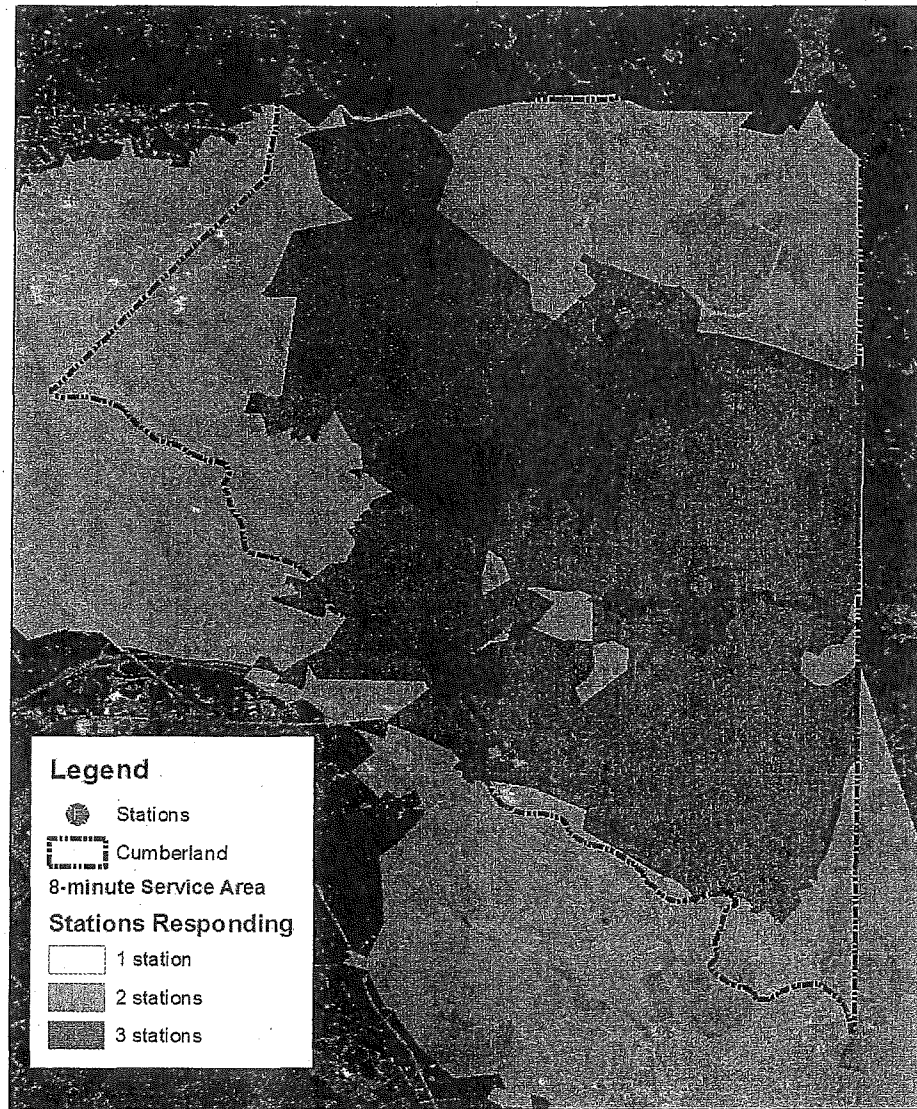 Legend
Stations
Cumberland
8-minute Service Area
Stations Responding
1 station
2 stations
3 stations